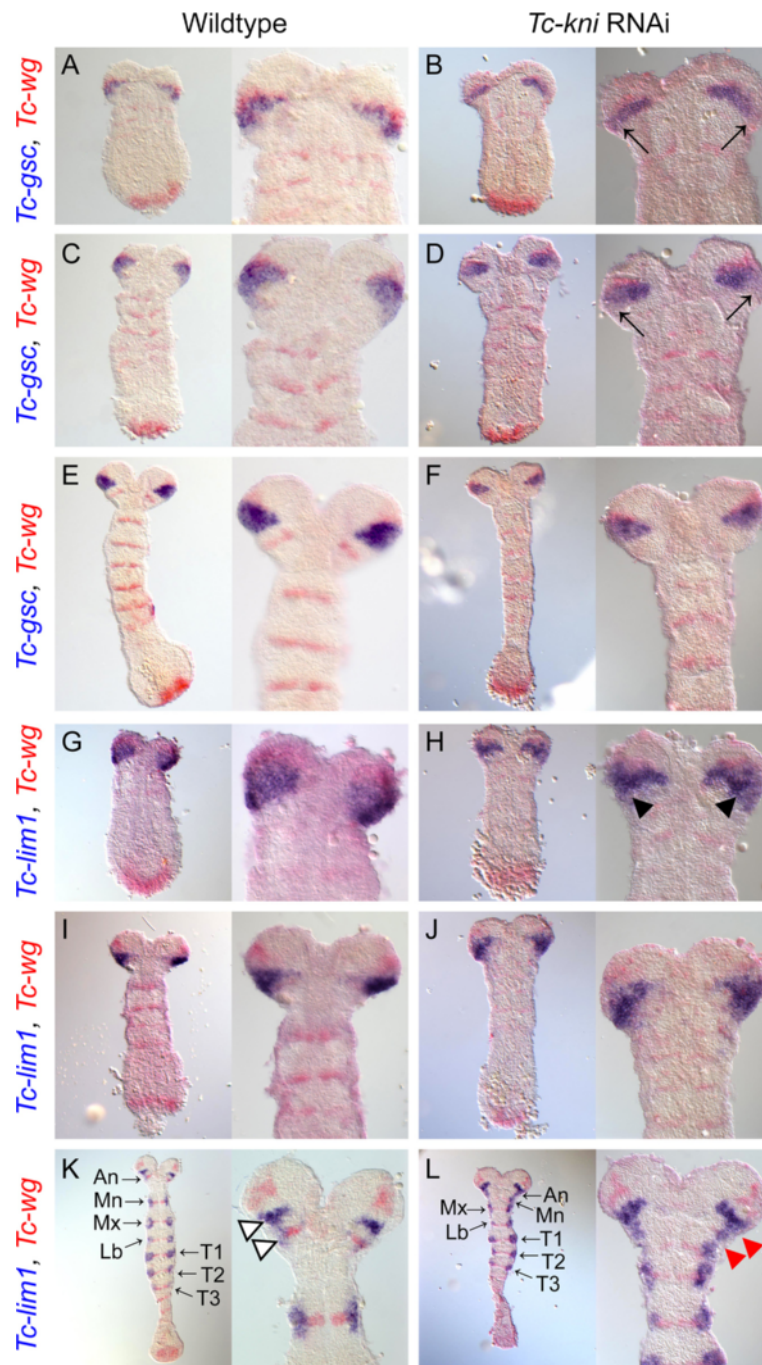 Wildtype Tc-kni RNAi
Tc-gsc, Tc-wg
A B
Tc-gsc, Tc-wg
C D
Tc-gsc, Tc-wg
E F
Tc-lim1, Tc-wg
G H
Tc-lim1, Tc-wg
I J
Tc-lim1, Tc-wg
K L
An An
Mn Mx Mn
Mx Lb
Lb T1 T1
T2 T2
T3 T3